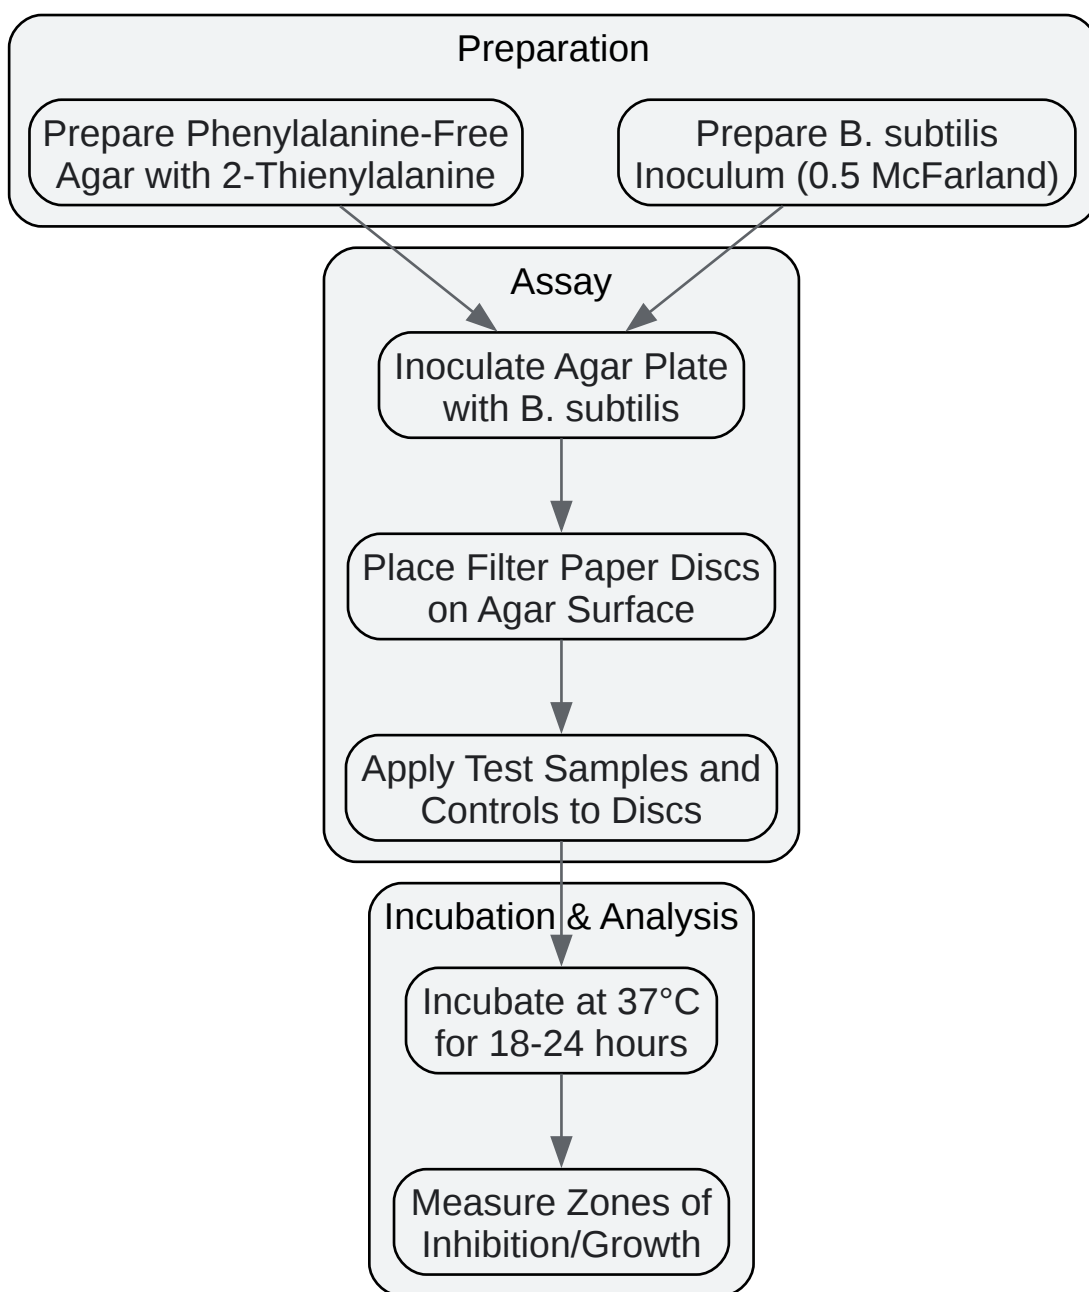 Preparation
Prepare Phenylalanine-Free
Agar with 2-Thienylalanine
Prepare B. subtilis
Inoculum (0.5 McFarland)
Assay
Inoculate Agar Plate
with B. subtilis
Place Filter Paper Discs
on Agar Surface
Apply Test Samples and
Controls to Discs
Incubation & Analysis
Incubate at 37°C
for 18-24 hours
Measure Zones of
Inhibition/Growth